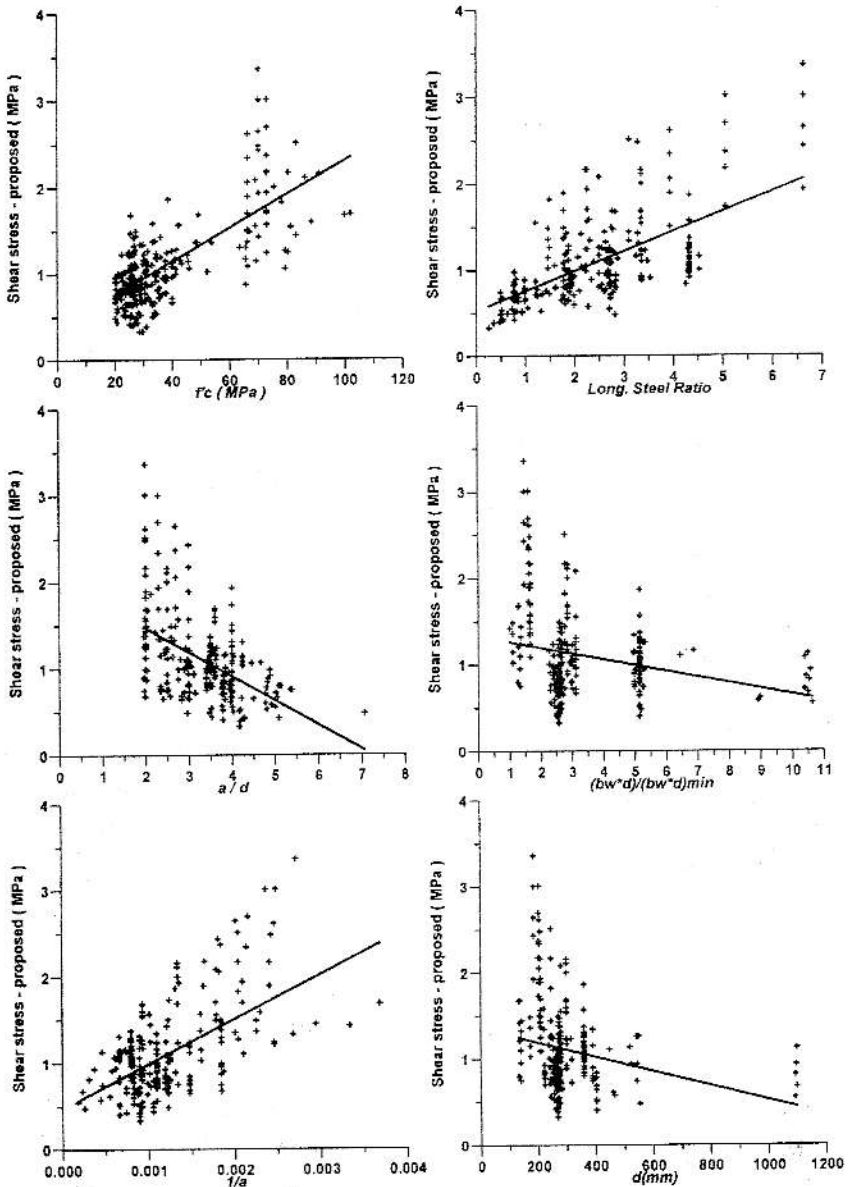 Shear stress - proposed ( MPa )
4
3
2
1
0
0 20 40 60 80 100 120
f'c ( MPa )
Shear stress - proposed ( MPa )
4
3
2
1
0
0 1 2 3 4 5 6 7
Long. Steel Ratio
Shear stress - proposed ( MPa )
4
3
2
1
0
0 1 2 3 4 5 6 7 8
a / d
Shear stress - proposed ( MPa )
4
3
2
1
0
0 1 2 3 4 5 6 7 8 9 10 11
(bw*d)/(bw*d)min
Shear stress - proposed ( MPa )
4
3
2
1
0
0.000 0.001 0.002 0.003 0.004
1/a
Shear stress - proposed ( MPa )
4
3
2
1
0
0 200 400 600 800 1000 1200
d(mm)